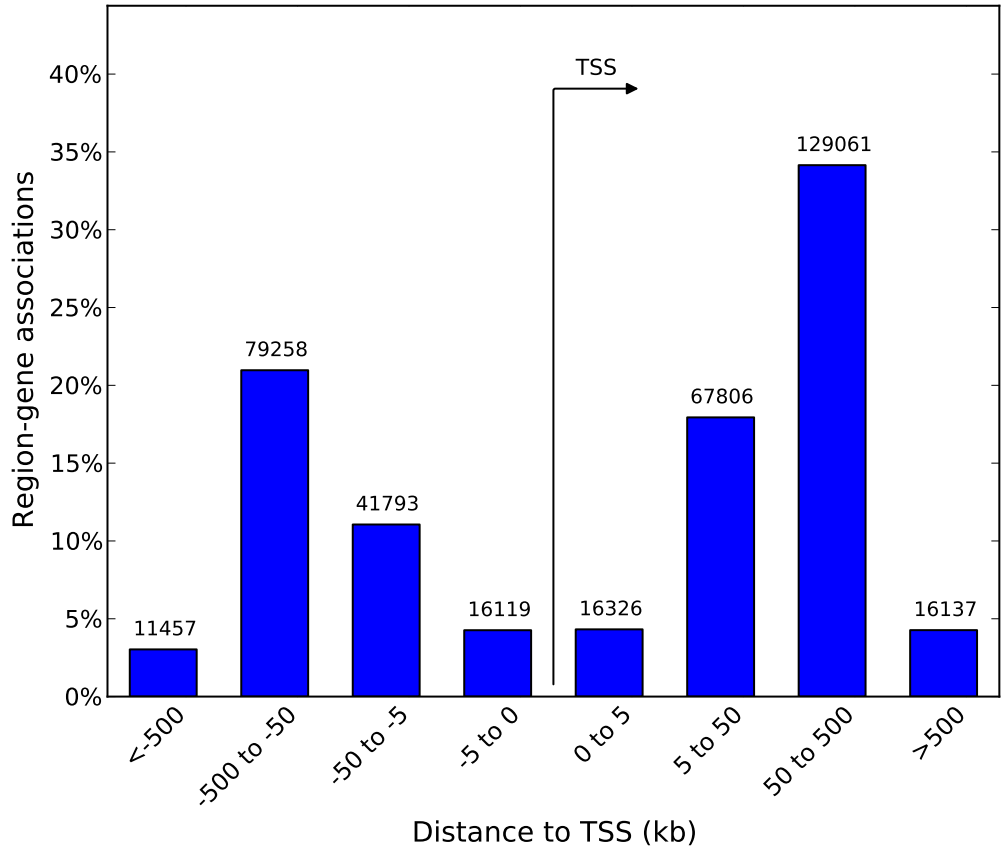 TSS
40%
35%
30%
25%
20%
15%
10%
5%
0%
Region-gene associations
11457
79258
41793
16119
16326
67806
129061
16137
<-500
-500 to -50
-50 to -5
-5 to 0
0 to 5
5 to 50
50 to 500
>500
Distance to TSS (kb)